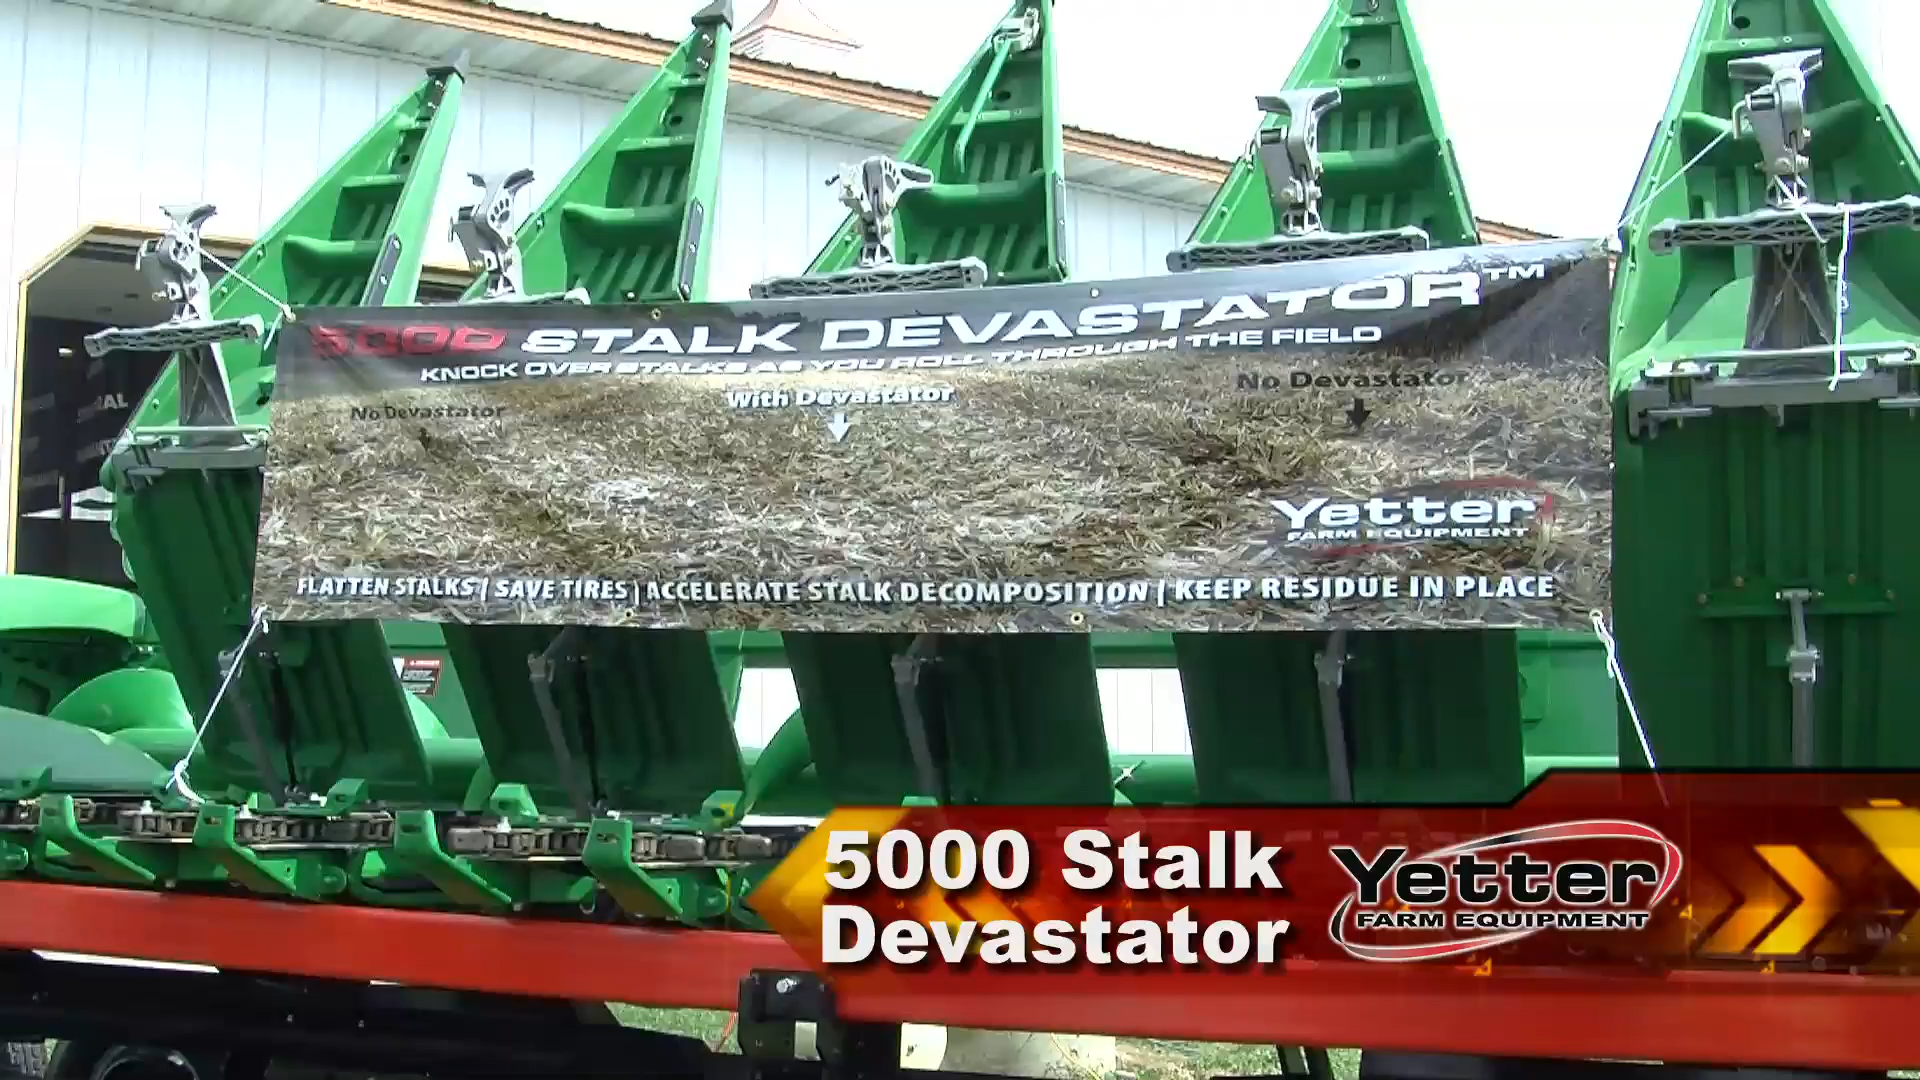 5000 STALK DEVASTATOR™
KNOCK OVER STALKS AS YOU ROLL THROUGH THE FIELD
No Devastator
With Devastator
No Devastator
Yetter
FARM EQUIPMENT
FLATTEN STALKS | SAVE TIRES | ACCELERATE STALK DECOMPOSITION | KEEP RESIDUE IN PLACE
5000 Stalk
Devastator
Yetter
FARM EQUIPMENT